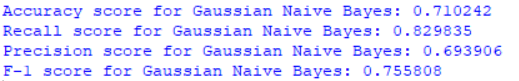 Accuracy score for Gaussian Naive Bayes: 0.710242
Recall score for Gaussian Naive Bayes: 0.829835
Precision score for Gaussian Naive Bayes: 0.693906
F-1 score for Gaussian Naive Bayes: 0.755808